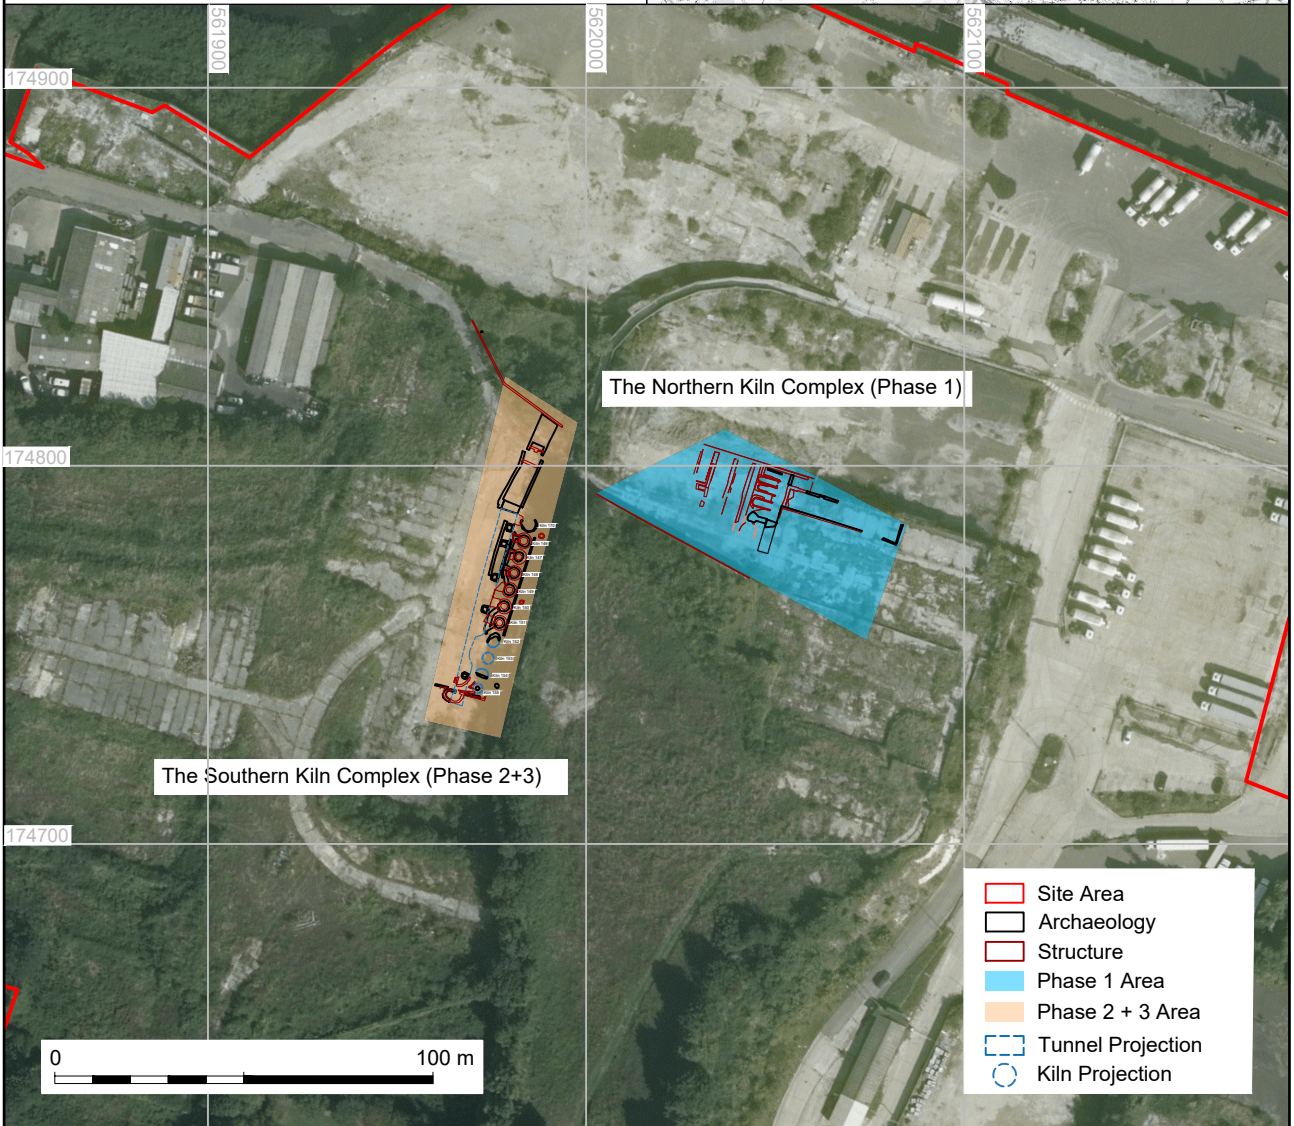 561900
562000
562100
174900
The Northern Kiln Complex (Phase 1)
174800
The Southern Kiln Complex (Phase 2+3)
174700
Site Area
Archaeology
Structure
Phase 1 Area
Phase 2 + 3 Area
Tunnel Projection
Kiln Projection
0 100 m